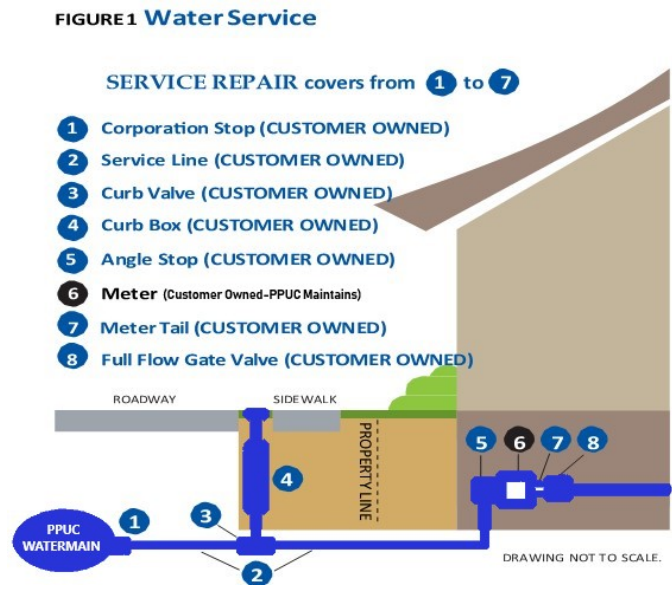 FIGURE 1 Water Service
SERVICE REPAIR covers from 1 to 7
1 Corporation Stop (CUSTOMER OWNED)
2 Service Line (CUSTOMER OWNED)
3 Curb Valve (CUSTOMER OWNED)
4 Curb Box (CUSTOMER OWNED)
5 Angle Stop (CUSTOMER OWNED)
6 Meter (Customer Owned-PPUC Maintains)
7 Meter Tail (CUSTOMER OWNED)
8 Full Flow Gate Valve (CUSTOMER OWNED)
ROADWAY
SIDEWALK
PROPERTY LINE
5 6 7 8
4
3
1
PPUC
WATERMAIN
2
DRAWING NOT TO SCALE.